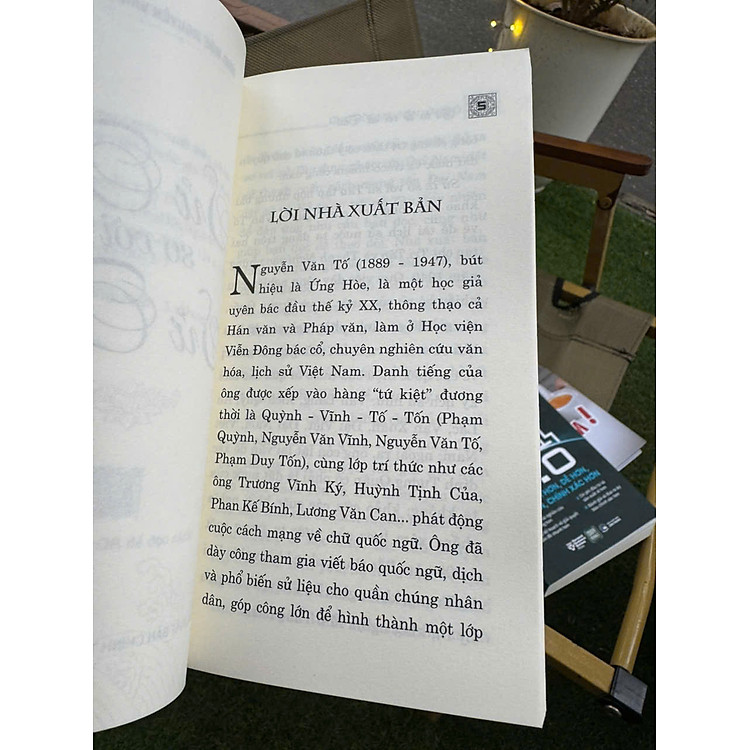 5
LỜI NHÀ XUẤT BẢN
Nguyễn Văn Tố (1889 - 1947), bút
hiệu là Ứng Hòe, là một học giả
uyên bác đầu thế kỷ XX, thông thạo cả
Hán văn và Pháp văn, làm ở Học viện
Viễn Đông bác cổ, chuyên nghiên cứu văn
hóa, lịch sử Việt Nam. Danh tiếng của
ông được xếp vào hàng “tứ kiệt” đương
thời là Quỳnh - Vĩnh - Tố - Tốn (Phạm
Quỳnh, Nguyễn Văn Vĩnh, Nguyễn Văn Tố,
Phạm Duy Tốn), cùng lớp trí thức như các
ông Trương Vĩnh Ký, Huỳnh Tịnh Của,
Phan Kế Bính, Lương Văn Can... phát động
cuộc cách mạng về chữ quốc ngữ. Ông đã
dày công tham gia viết báo quốc ngữ, dịch
và phổ biến sử liệu cho quần chúng nhân
dân, góp công lớn để hình thành một lớp
HƠN, DỄ HƠN,
CHÍNH XÁC HƠN